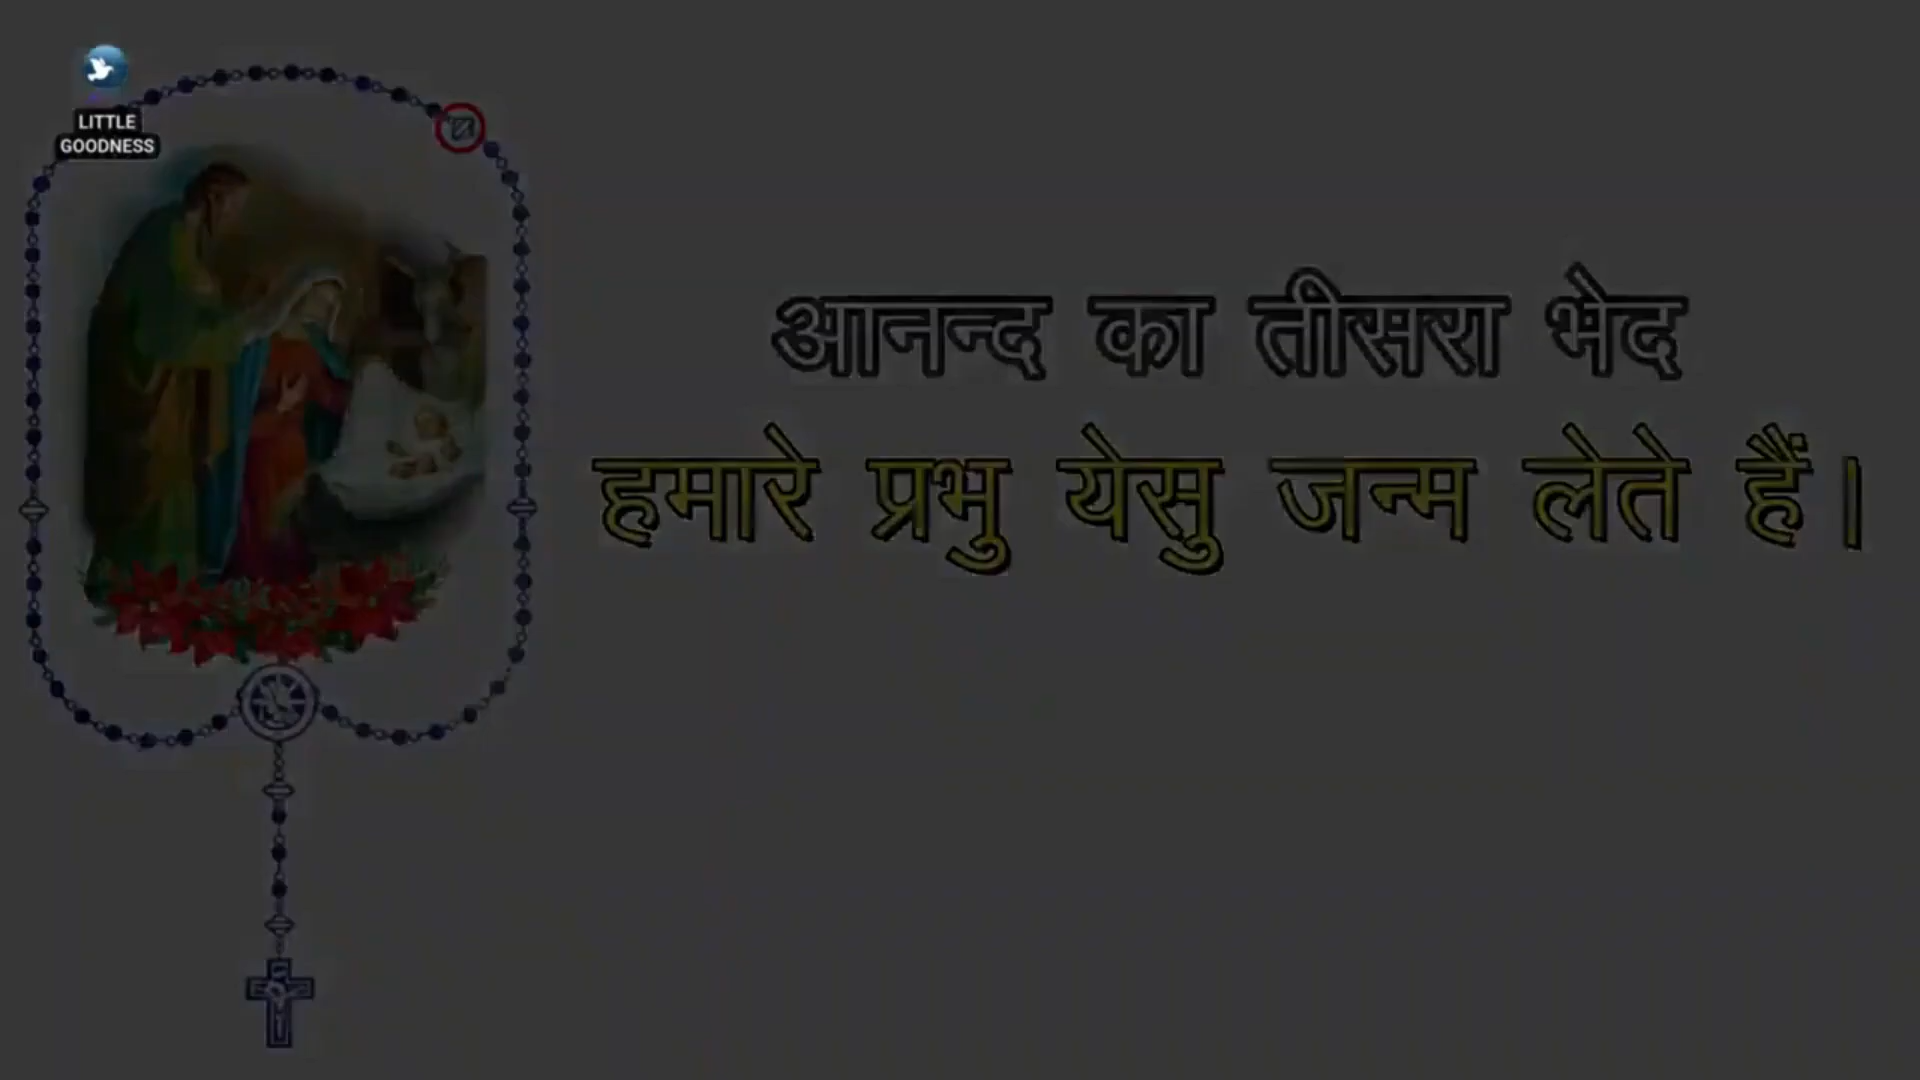 LITTLE
GOODNESS
आनन्द का तीसरा भेद
हमारे प्रभु येसु जन्म लेते हैं।